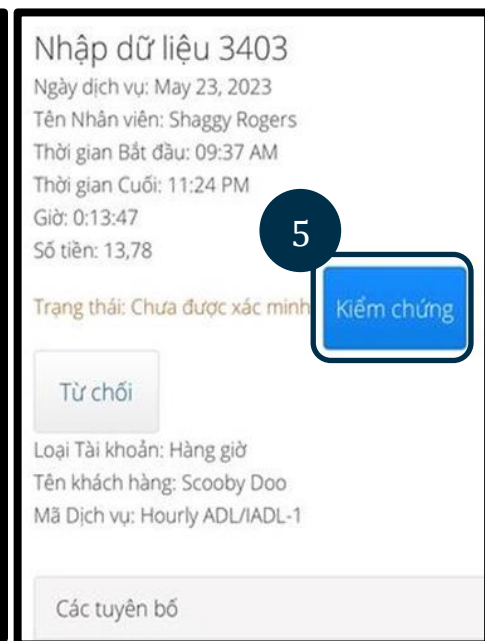 Nhập dữ liệu 3403
Ngày dịch vụ: May 23, 2023
Tên Nhân viên: Shaggy Rogers
Thời gian Bắt đầu: 09:37 AM
Thời gian Cuối: 11:24 PM
Giờ: 0:13:47
Số tiền: 13,78
5
Trạng thái: Chưa được xác minh Kiểm chứng
Từ chối
Loại Tài khoản: Hàng giờ
Tên khách hàng: Scooby Doo
Mã Dịch vụ: Hourly ADL/IADL-1
Các tuyên bố